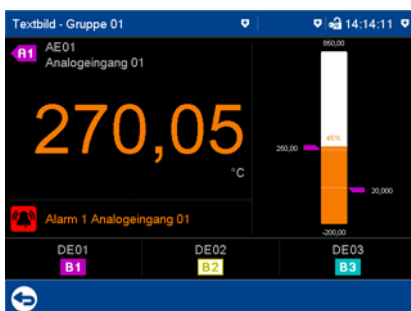 Textbild - Gruppe 01
14:14:11
A1
AE01
Analogeingang 01
270,05
°C
Alarm 1 Analogeingang 01
850,00
45%
250,00
20,000
-200,00
DE01
DE02
DE03
B1
B2
B3